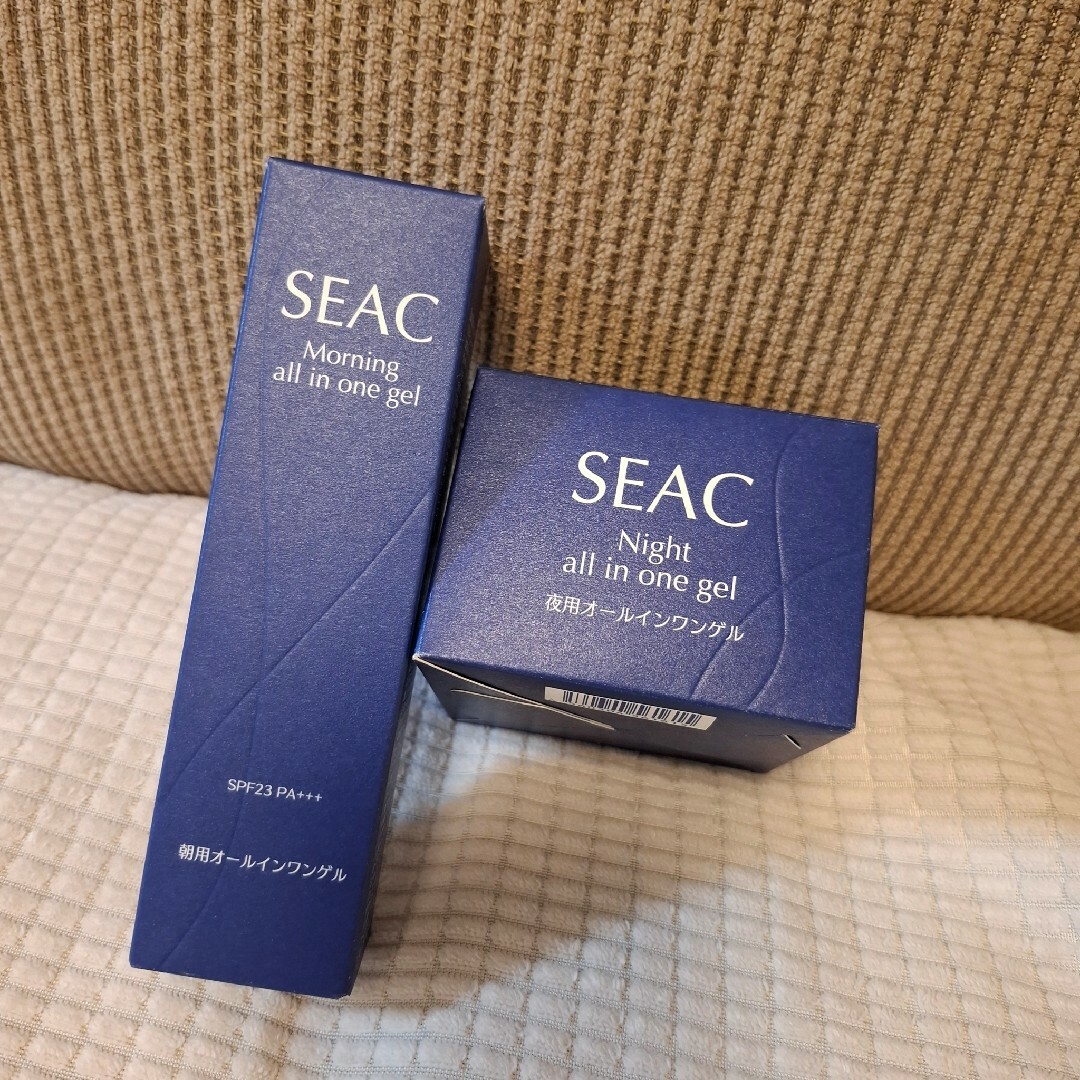 SEAC
Morning
all in one gel
SPF23 PA+++
朝用オールインワンゲル
SEAC
Night
all in one gel
夜用オールインワンゲル